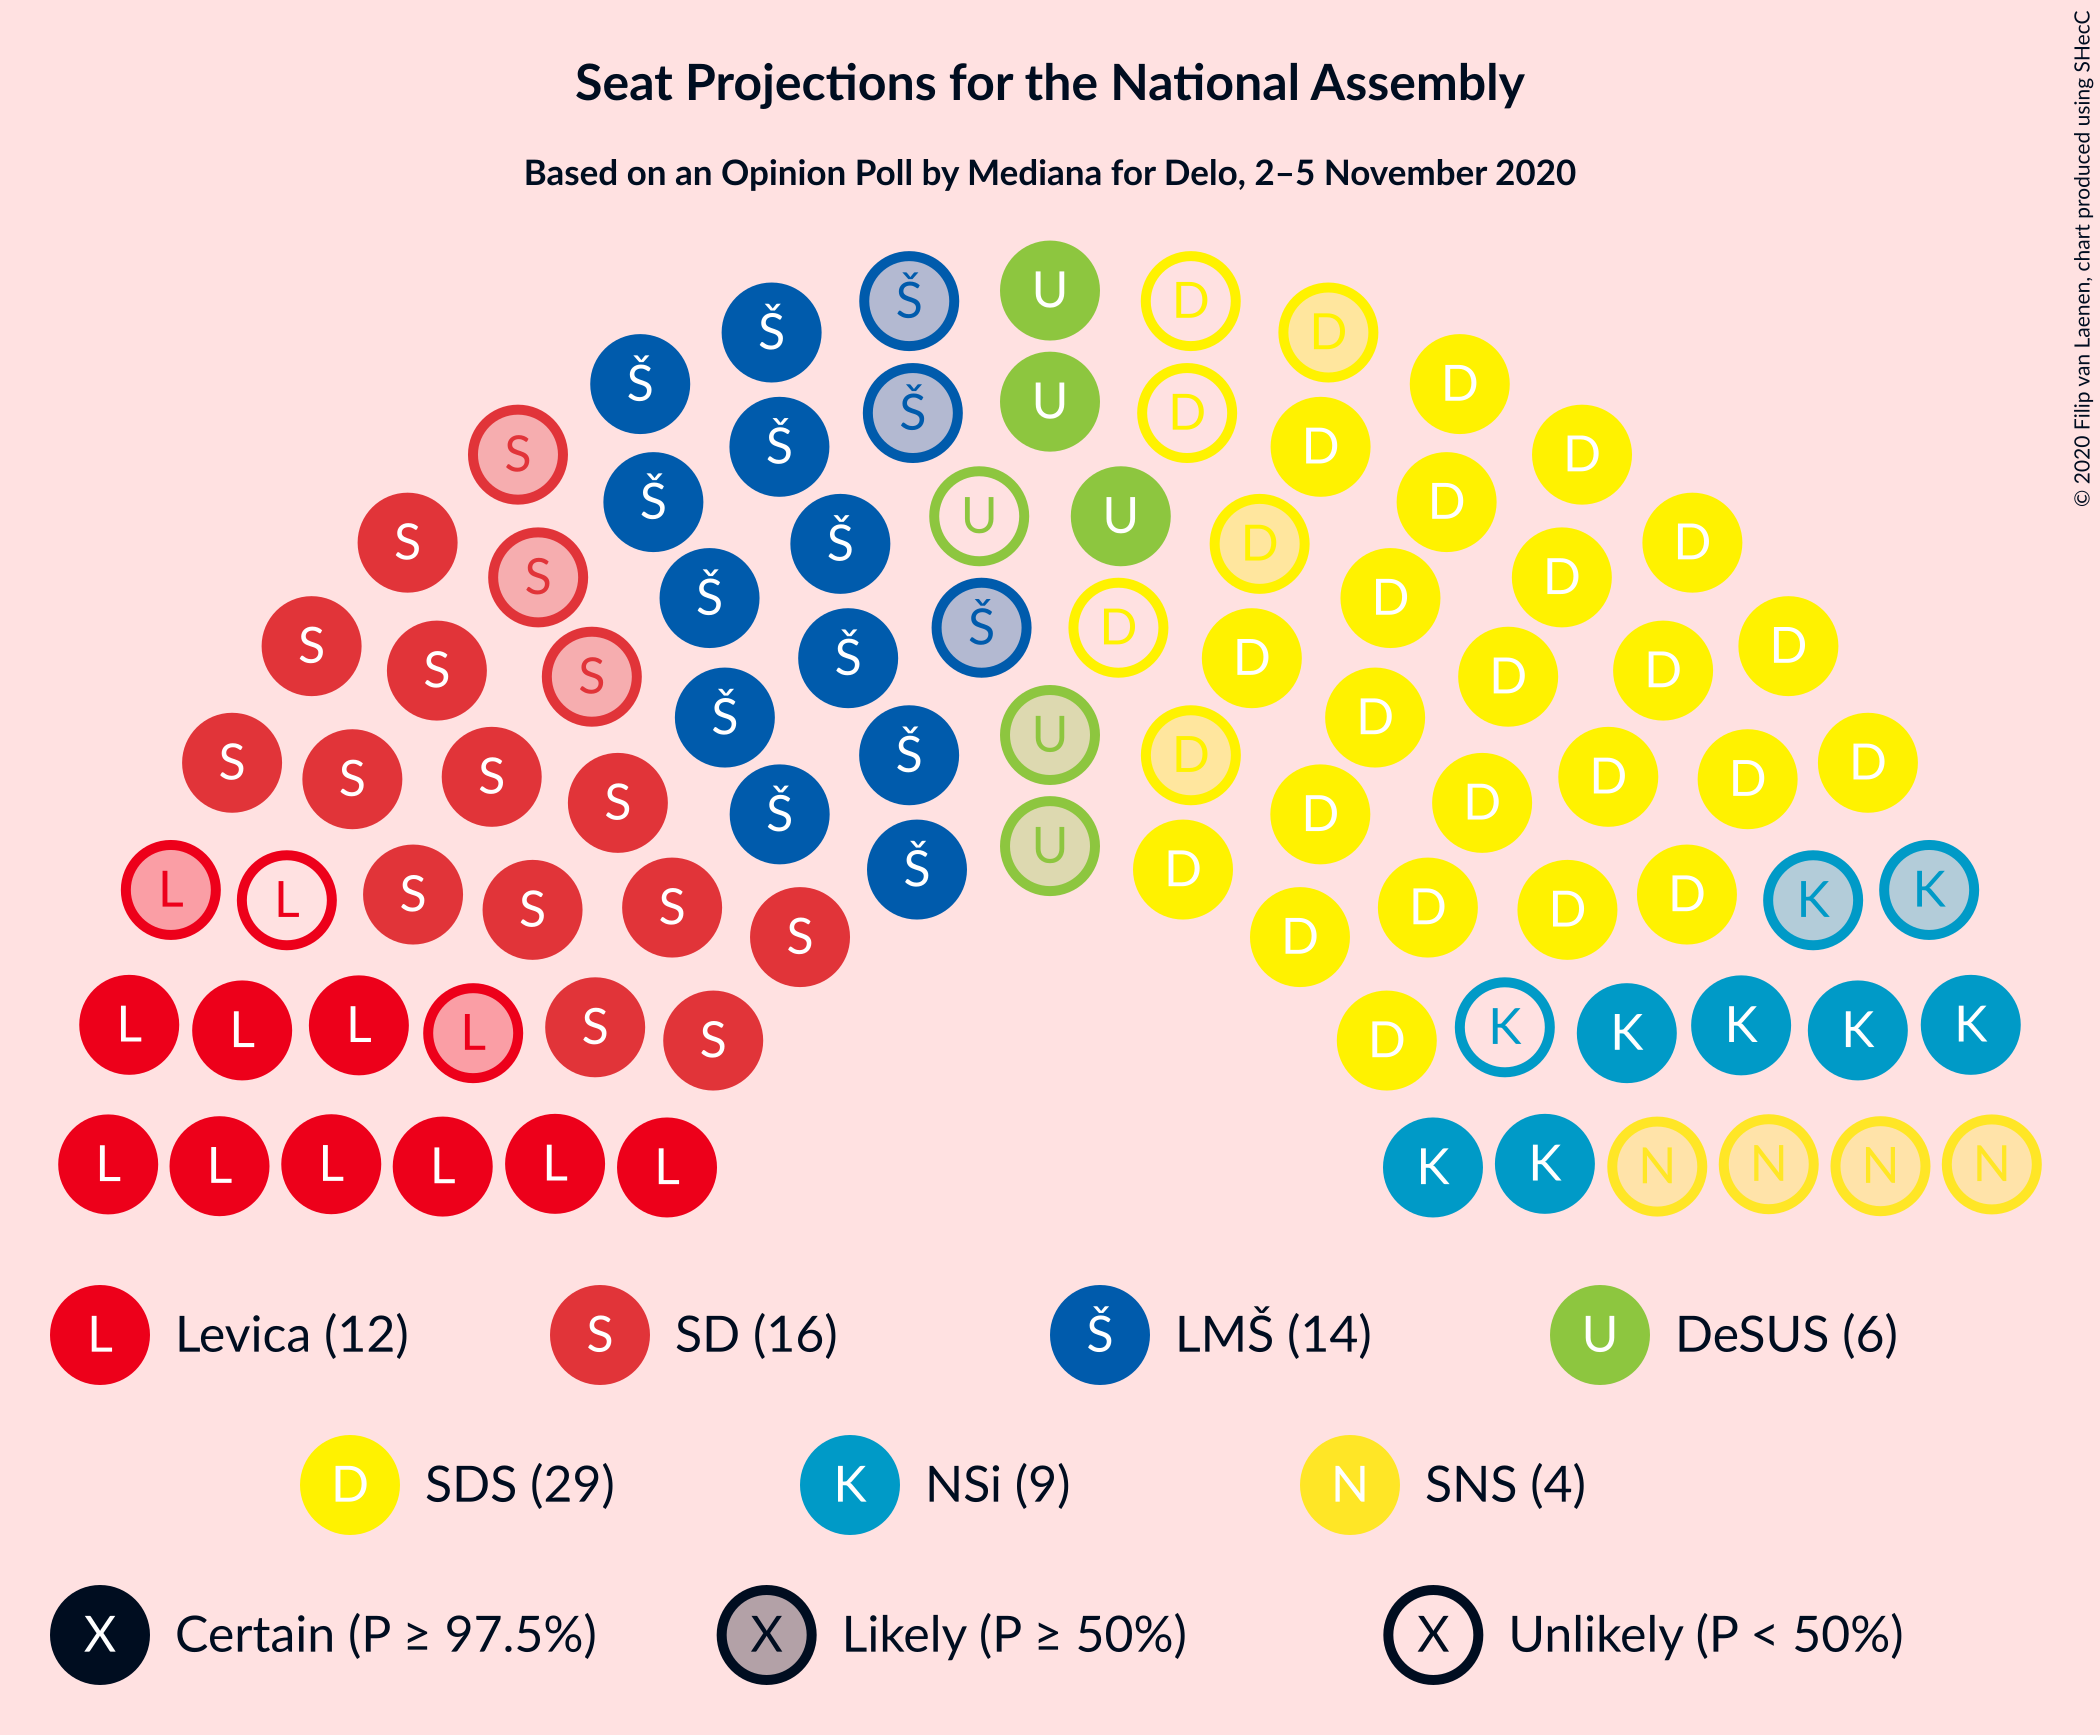 © 2020 Filip van Laenen, chart produced using SHecC
Seat Projections for the National Assembly
Based on an Opinion Poll by Mediana for Delo, 2–5 November 2020
Š U D
Š D
Š D
Š U D
S Š D D
Š D
S Š U U D D
S Š D D
S Š D D
S S Š D D D
Š U D
S S S Š D D D D
S Š D D
Š U D
L L S S S D D D K K
S D
L L L L S S D K K K K K
L L L L L L K K N N N N
L Levica (12) S SD (16) Š LMŠ (14) U DeSUS (6)
D SDS (29) K NSi (9) N SNS (4)
X Certain (P ≥ 97.5%) X Likely (P ≥ 50%) X Unlikely (P < 50%)